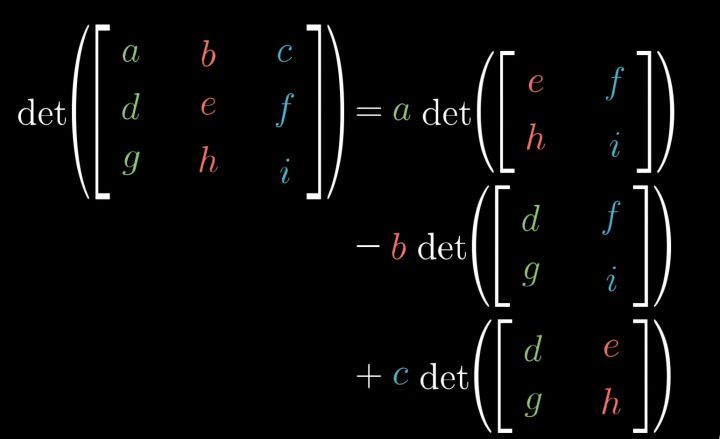 det([a b c
d e f
g h i]) = a det([e f
h i])
− b det([d f
g i])
+ c det([d e
g h])